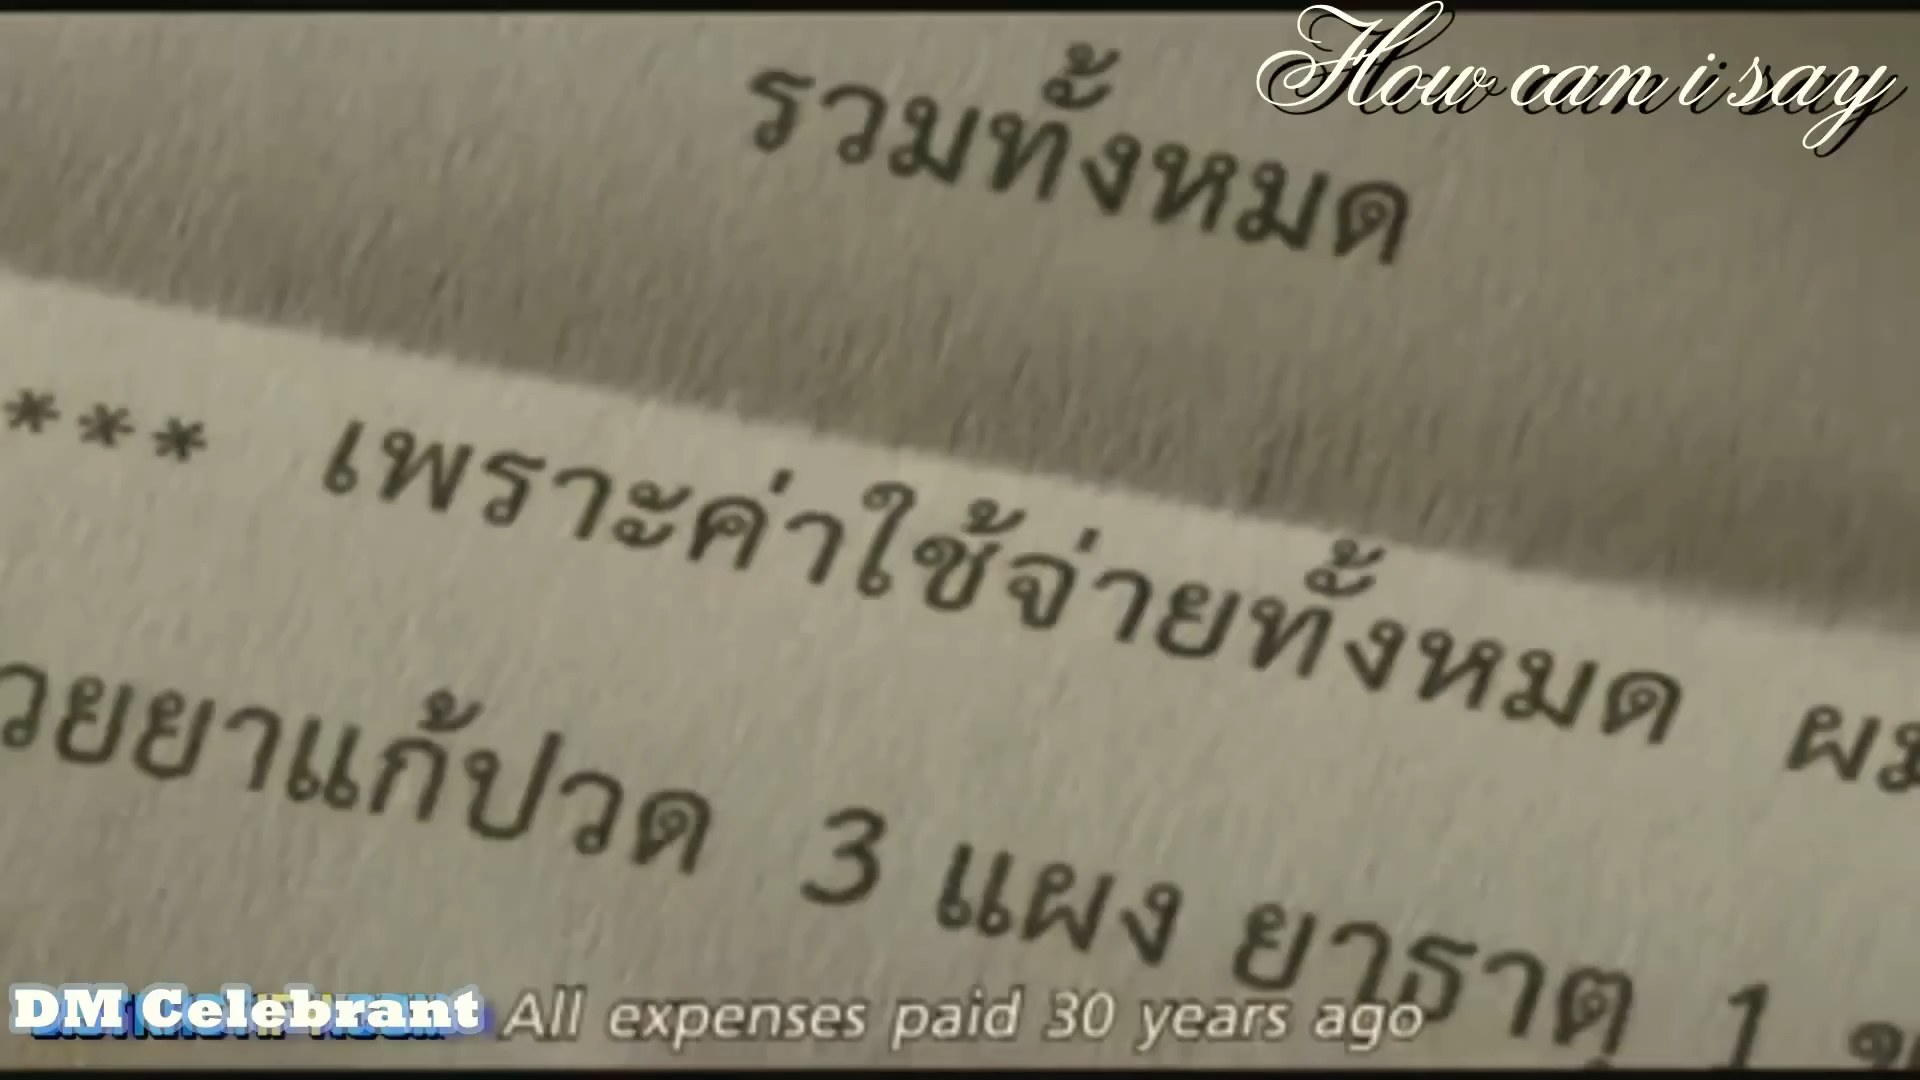 How can i say
รวมทั้งหมด
*** เพราะค่าใช้จ่ายทั้งหมด
ยาแก้ปวด 3 แผง ยาธาตุ 1
DM Celebrant
All expenses paid 30 years ago